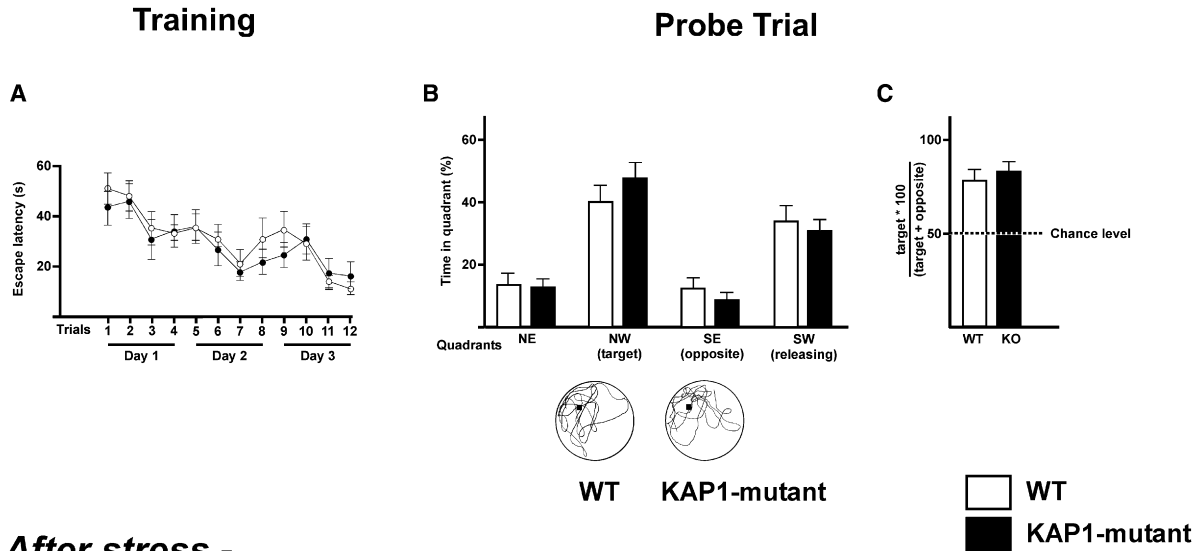 Training
Probe Trial
A
B
C
60
40
20
Escape latency (s)
Trials
1 2 3 4 5 6 7 8 9 10 11 12
Day 1 Day 2 Day 3
60
40
20
Time in quadrant (%)
Quadrants
NE NW SE SW
(target) (opposite) (releasing)
WT KAP1-mutant
100
50
target * 100
(target + opposite)
Chance level
WT KO
WT
KAP1-mutant
After stress -